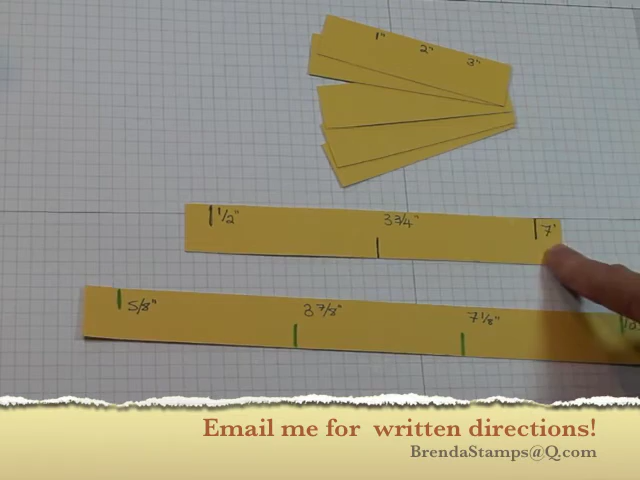 1" 2" 3"
1/2" 3 3/4" 7"
5/8" 3 7/8" 7 1/8"
Email me for written directions!
BrendaStamps@Q.com